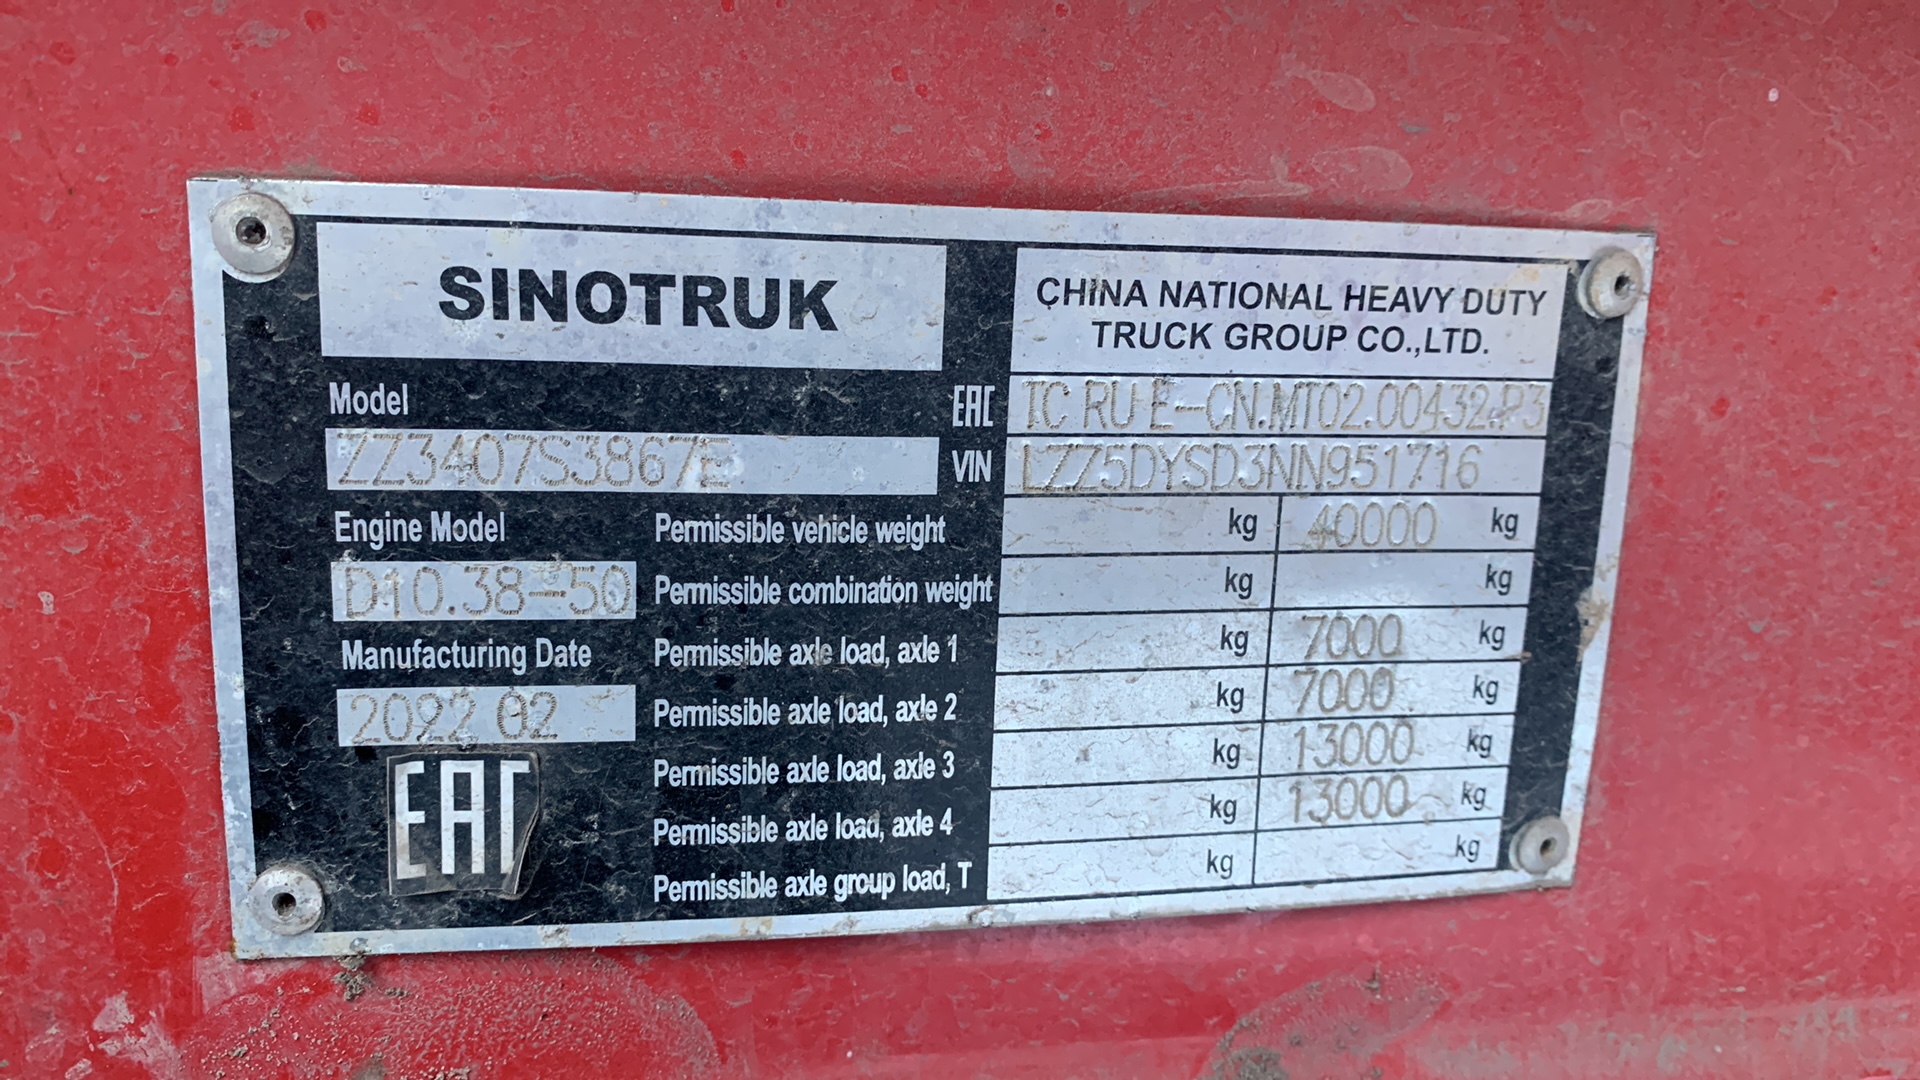 SINOTRUK
CHINA NATIONAL HEAVY DUTY
TRUCK GROUP CO.,LTD.
Model
EAC TC RU E-CN.MT02.00432.P3
ZZ3407S3867E
VIN LZZ5DYSD3NN951716
Engine Model
Permissible vehicle weight kg 40000 kg
D10.38-50
Permissible combination weight kg kg
Manufacturing Date
Permissible axle load, axle 1 kg 7000 kg
2022 02
Permissible axle load, axle 2 kg 7000 kg
Permissible axle load, axle 3 kg 13000 kg
EAC
Permissible axle load, axle 4 kg 13000 kg
Permissible axle group load, T kg kg